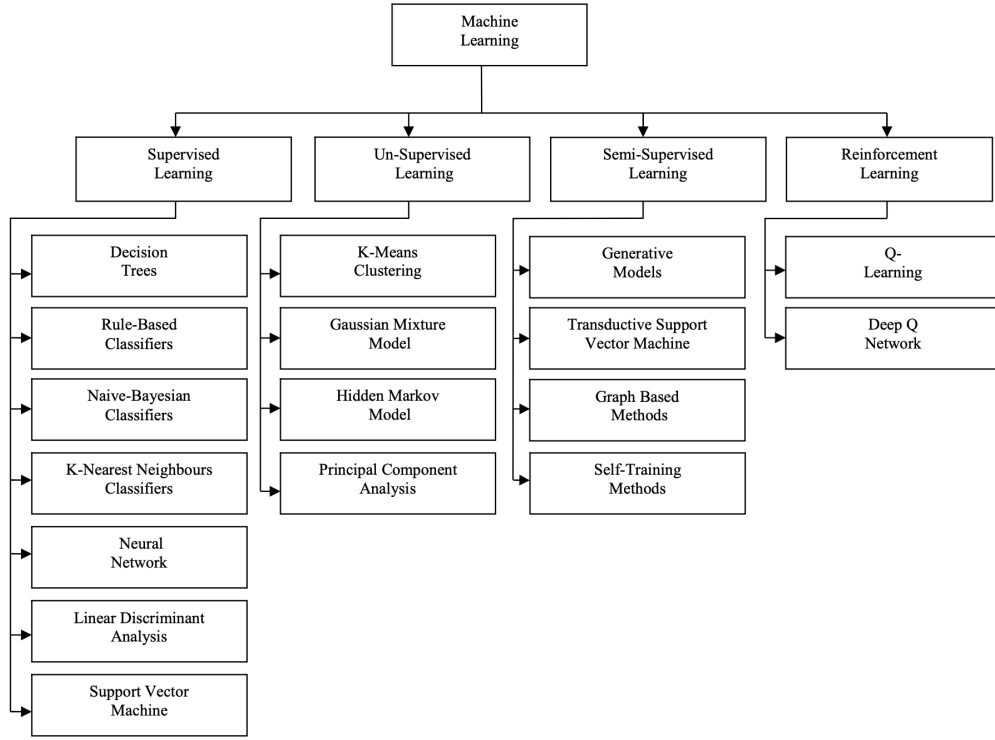 Machine
Learning
Supervised
Learning
Un-Supervised
Learning
Semi-Supervised
Learning
Reinforcement
Learning
Decision
Trees
Rule-Based
Classifiers
Naive-Bayesian
Classifiers
K-Nearest Neighbours
Classifiers
Neural
Network
Linear Discriminant
Analysis
Support Vector
Machine
K-Means
Clustering
Gaussian Mixture
Model
Hidden Markov
Model
Principal Component
Analysis
Generative
Models
Transductive Support
Vector Machine
Graph Based
Methods
Self-Training
Methods
Q-
Learning
Deep Q
Network